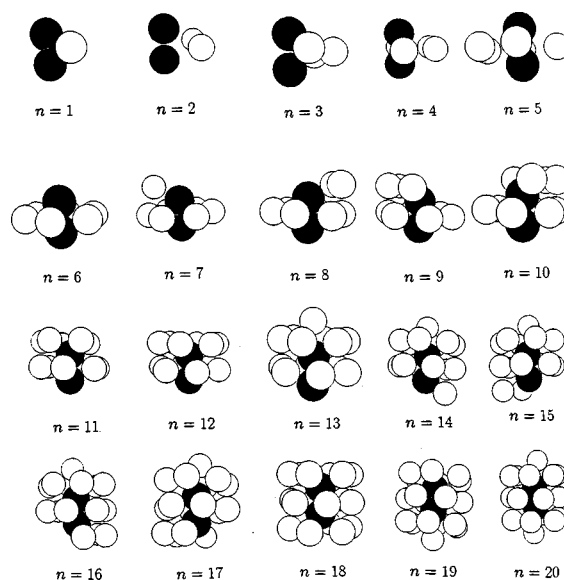 n = 1 n = 2 n = 3 n = 4 n = 5
n = 6 n = 7 n = 8 n = 9 n = 10
n = 11 n = 12 n = 13 n = 14 n = 15
n = 16 n = 17 n = 18 n = 19 n = 20